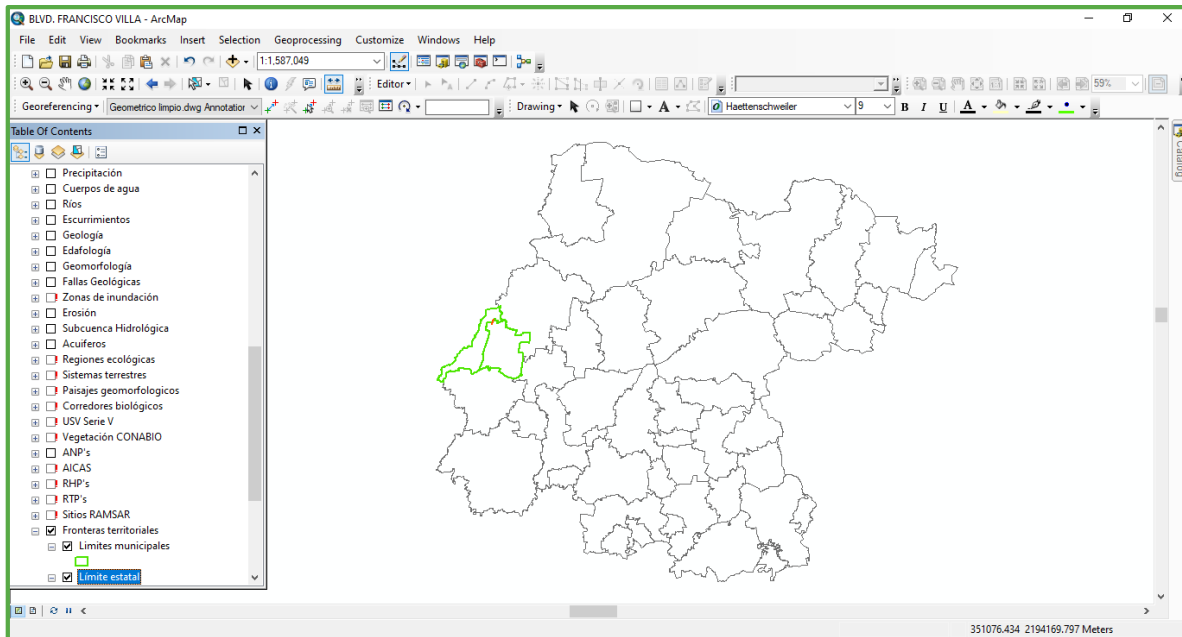 BLVD. FRANCISCO VILLA - ArcMap
File Edit View Bookmarks Insert Selection Geoprocessing Customize Windows Help
1:1,587,049
Editor 59%
Georeferencing Geometrico limpio.dwg Annotation Drawing A Haettenschweiler 9 B I U A
Table Of Contents
Catalog
Precipitación
Cuerpos de agua
Ríos
Escurrimientos
Geología
Edafología
Geomorfología
Fallas Geológicas
Zonas de inundación
Erosión
Subcuenca Hidrológica
Acuiferos
Regiones ecológicas
Sistemas terrestres
Paisajes geomorfologicos
Corredores biológicos
USV Serie V
Vegetación CONABIO
ANP's
AICAS
RHP's
RTP's
Sitios RAMSAR
Fronteras territoriales
Limites municipales
Límite estatal
351076.434 2194169.797 Meters